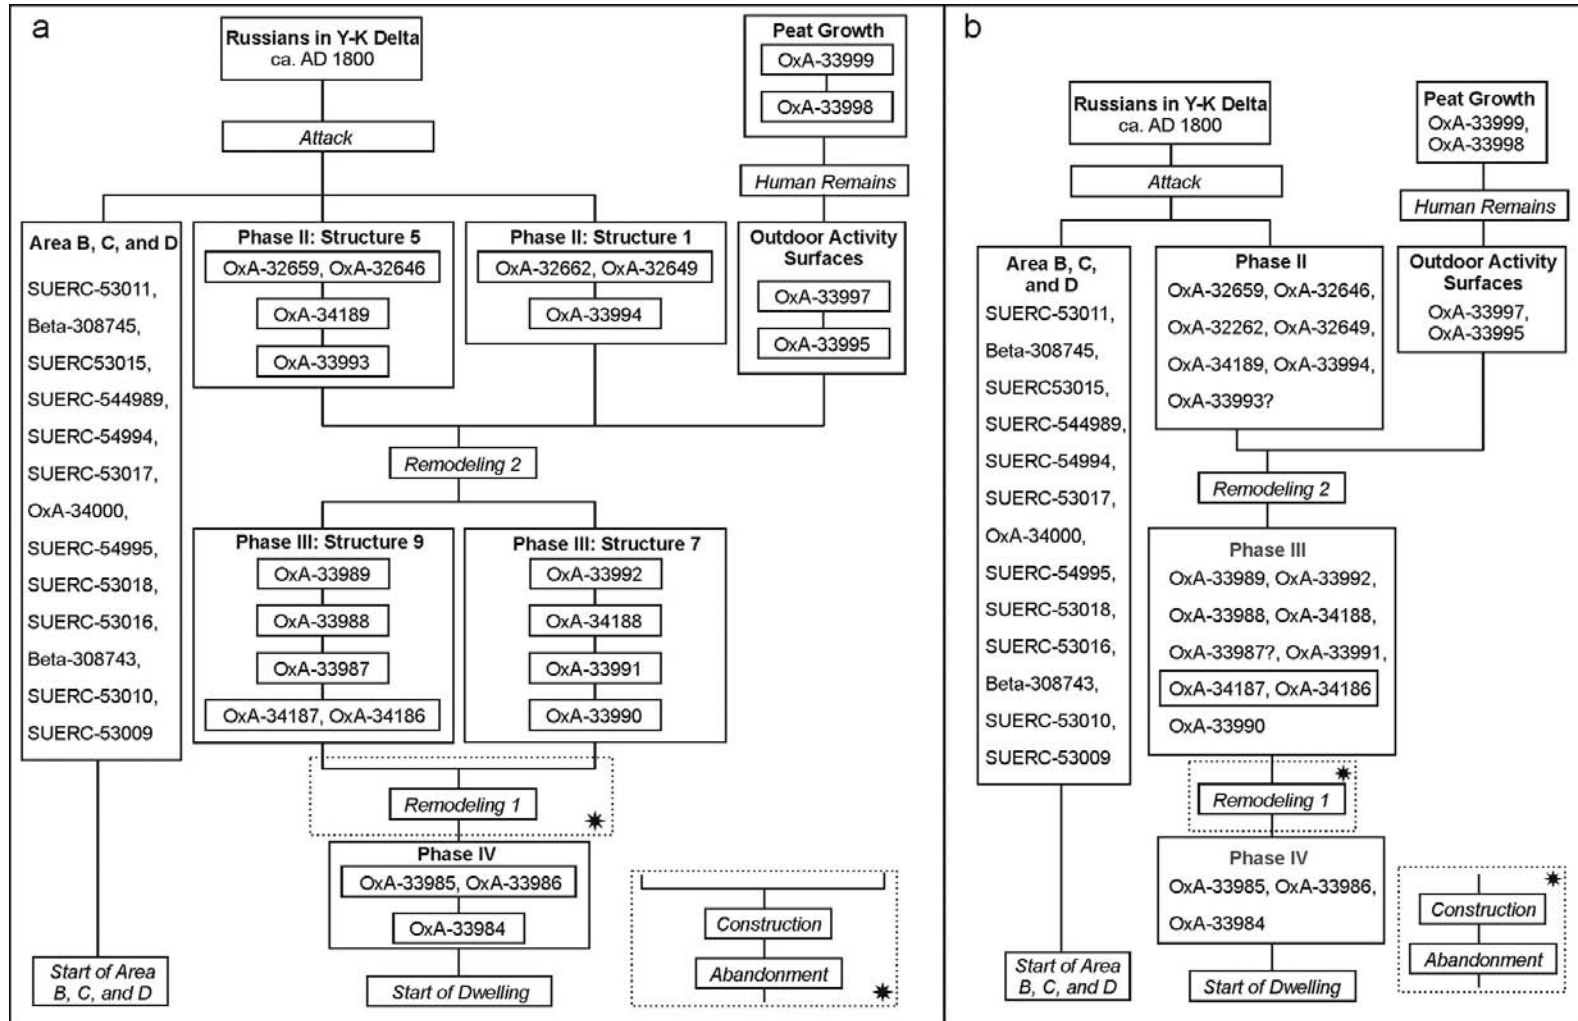 a
Russians in Y-K Delta
ca. AD 1800
Attack
Peat Growth
OxA-33999
OxA-33998
Human Remains
Area B, C, and D
SUERC-53011,
Beta-308745,
SUERC53015,
SUERC-544989,
SUERC-54994,
SUERC-53017,
OxA-34000,
SUERC-54995,
SUERC-53018,
SUERC-53016,
Beta-308743,
SUERC-53010,
SUERC-53009
Phase II: Structure 5
OxA-32659, OxA-32646
OxA-34189
OxA-33993
Phase II: Structure 1
OxA-32662, OxA-32649
OxA-33994
Outdoor Activity
Surfaces
OxA-33997
OxA-33995
Remodeling 2
Phase III: Structure 9
OxA-33989
OxA-33988
OxA-33987
OxA-34187, OxA-34186
Phase III: Structure 7
OxA-33992
OxA-34188
OxA-33991
OxA-33990
Remodeling 1
Phase IV
OxA-33985, OxA-33986
OxA-33984
Start of Area
B, C, and D
Start of Dwelling
Construction
Abandonment
b
Russians in Y-K Delta
ca. AD 1800
Attack
Peat Growth
OxA-33999,
OxA-33998
Human Remains
Area B, C,
and D
SUERC-53011,
Beta-308745,
SUERC53015,
SUERC-544989,
SUERC-54994,
SUERC-53017,
OxA-34000,
SUERC-54995,
SUERC-53018,
SUERC-53016,
Beta-308743,
SUERC-53010,
SUERC-53009
Phase II
OxA-32659, OxA-32646,
OxA-32262, OxA-32649,
OxA-34189, OxA-33994,
OxA-33993?
Outdoor Activity
Surfaces
OxA-33997,
OxA-33995
Remodeling 2
Phase III
OxA-33989, OxA-33992,
OxA-33988, OxA-34188,
OxA-33987?, OxA-33991,
OxA-34187, OxA-34186
OxA-33990
Remodeling 1
Phase IV
OxA-33985, OxA-33986,
OxA-33984
Start of Area
B, C, and D
Start of Dwelling
Construction
Abandonment